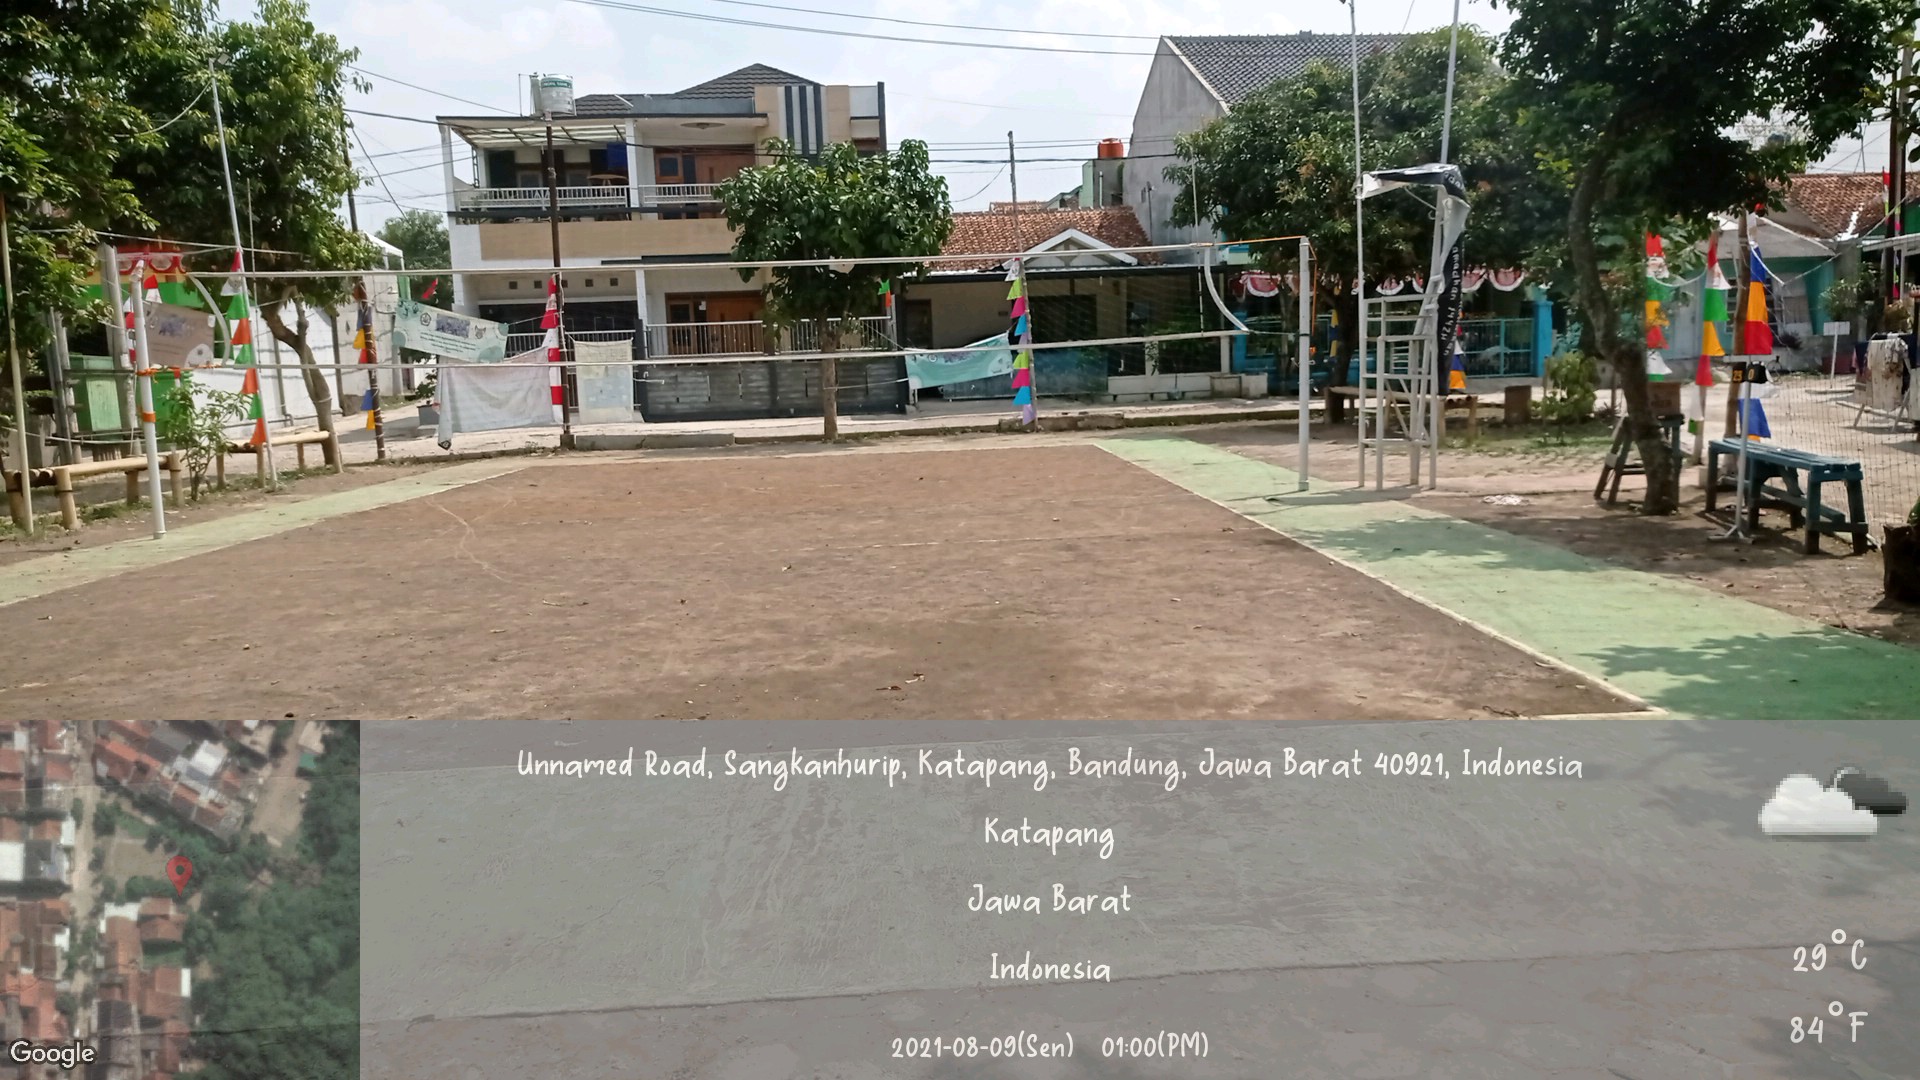 Unnamed Road, Sangkanhurip, Katapang, Bandung, Jawa Barat 40921, Indonesia
Katapang
Jawa Barat
Indonesia
2021-08-09(Sen) 01:00(PM)
29°C
84°F
Google